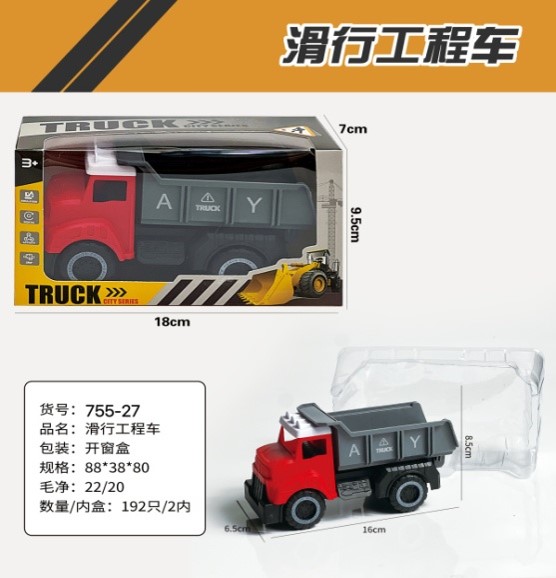 滑行工程车
TRUCK >>>
CITY SERIES
3+
A TRUCK Y
TRUCK >>>
CITY SERIES
7cm
9.5cm
18cm
货号：755-27
品名：滑行工程车
包装：开窗盒
规格：88*38*80
毛净：22/20
数量/内盒：192只/2内
A TRUCK Y
8.5cm
6.5cm
16cm